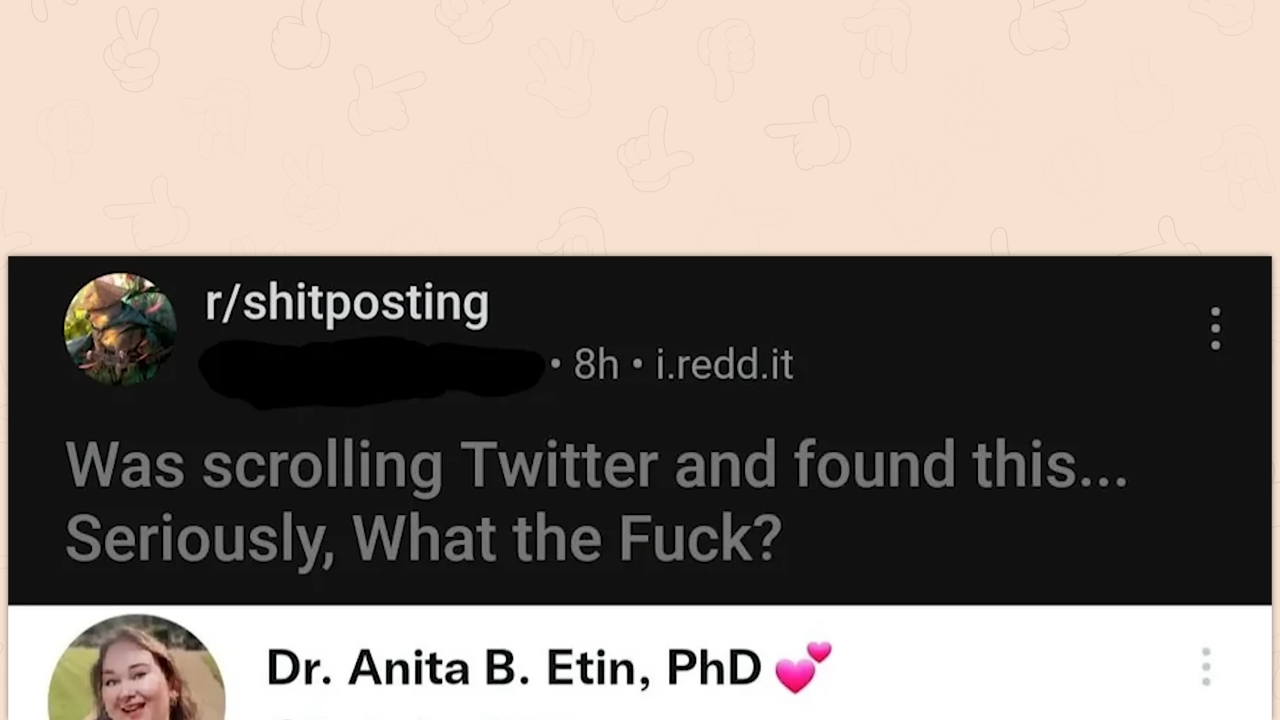 r/shitposting
• 8h • i.redd.it
Was scrolling Twitter and found this...
Seriously, What the Fuck?
Dr. Anita B. Etin, PhD 💕